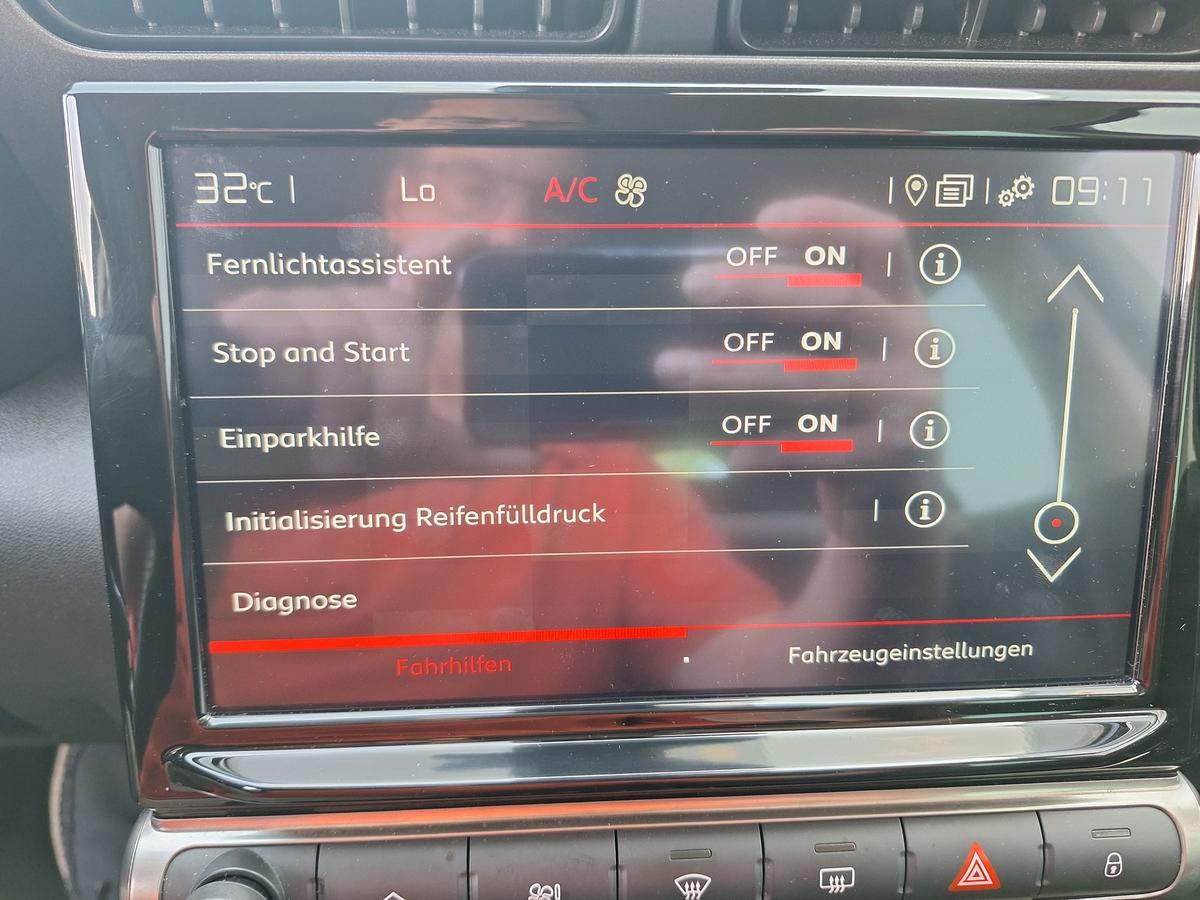 32°C Lo A/C 09:11
Fernlichtassistent OFF ON i
Stop and Start OFF ON i
Einparkhilfe OFF ON i
Initialisierung Reifenfülldruck i
Diagnose
Fahrhilfen Fahrzeugeinstellungen